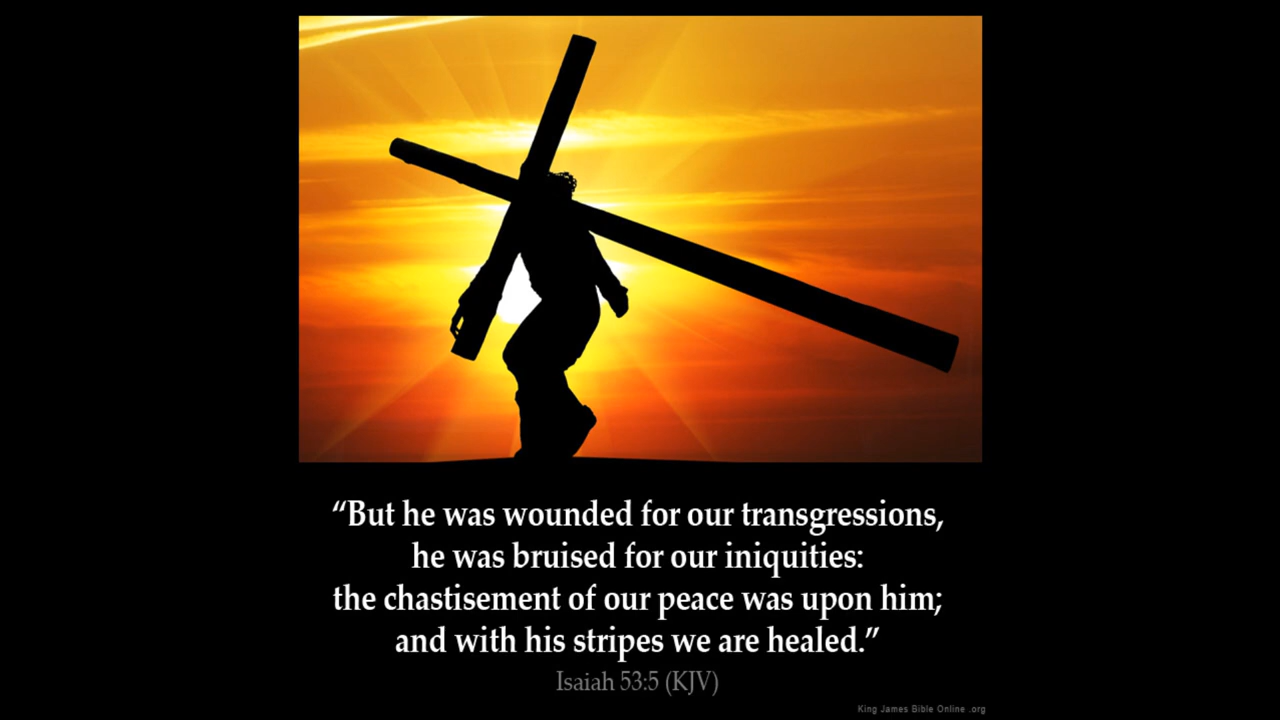 “But he was wounded for our transgressions,
he was bruised for our iniquities:
the chastisement of our peace was upon him;
and with his stripes we are healed.”
Isaiah 53:5 (KJV)
King James Bible Online .org